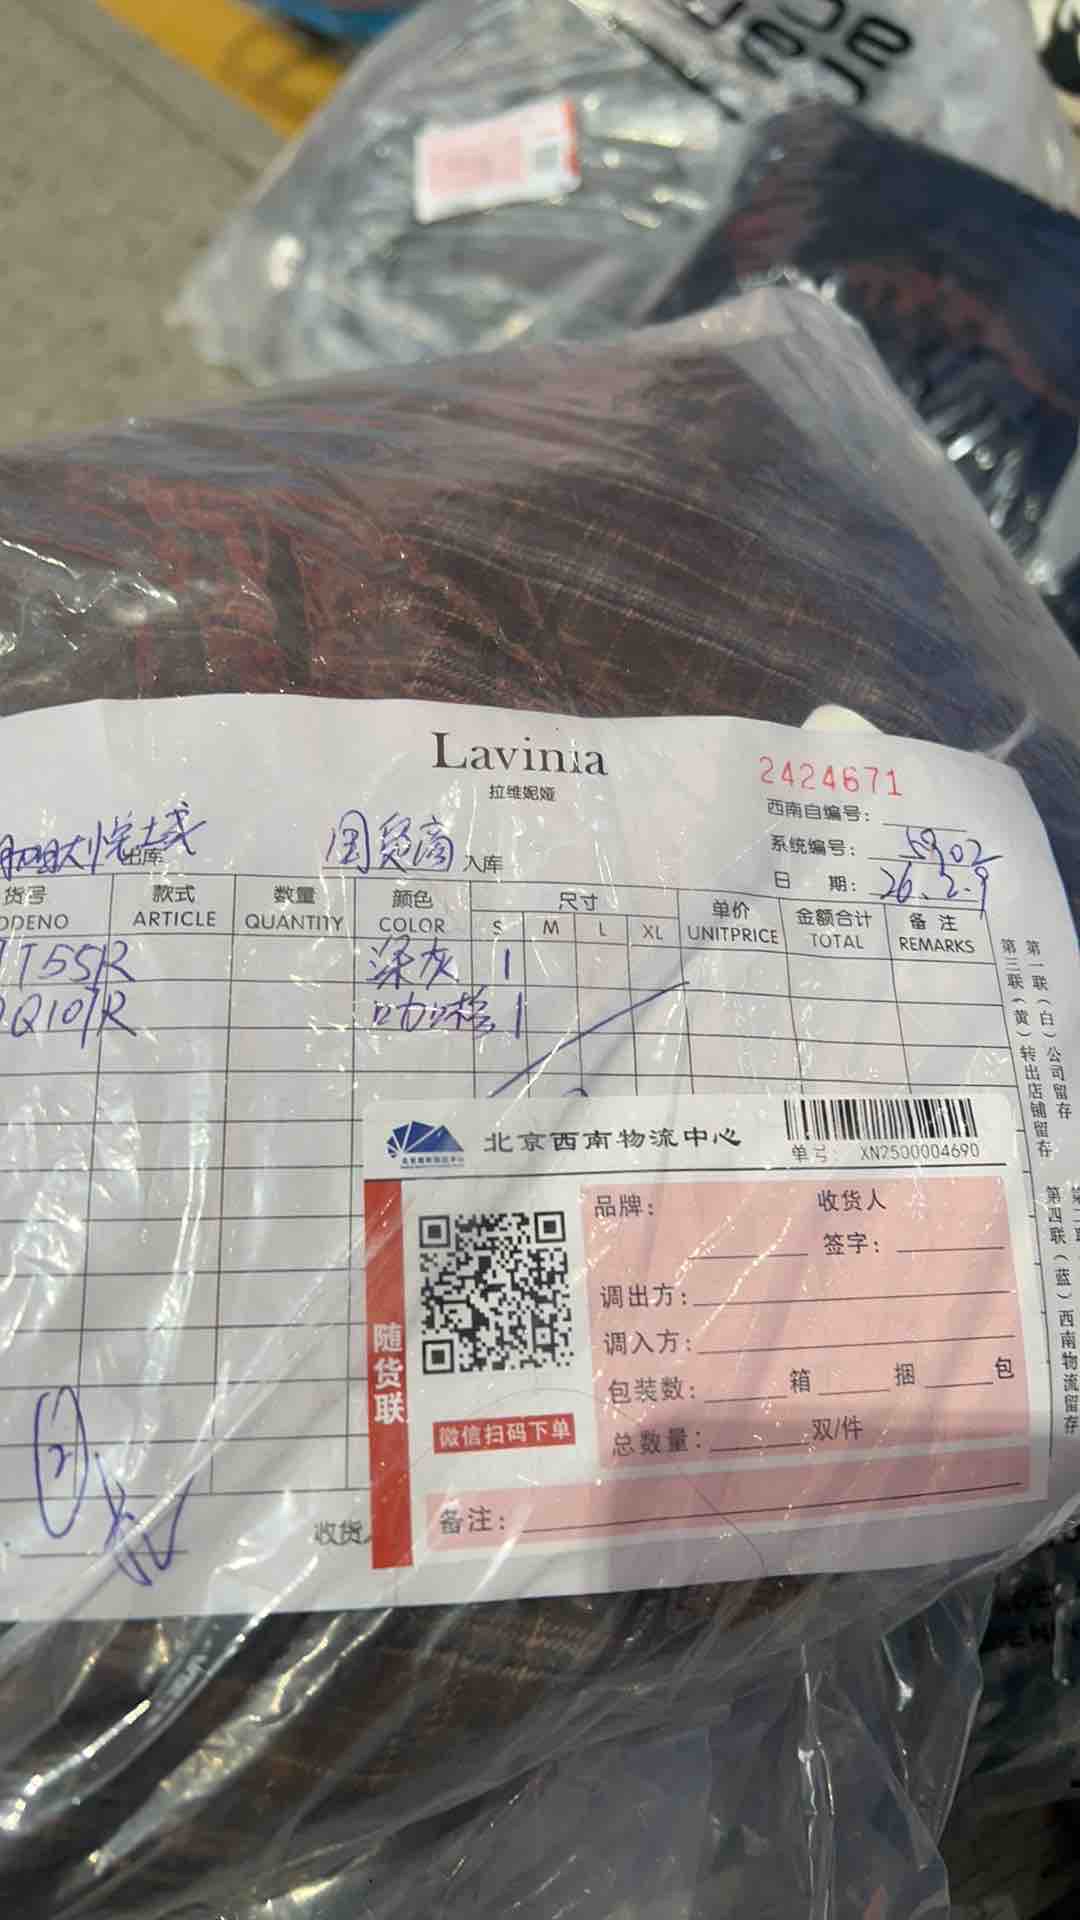 Lavinia
拉维妮娅
2424671
西南自编号：
系统编号： 5902
日 期： 26.2.9
大悦城 出库 国贸商 入库
货号 款式 数量 颜色 尺寸 单价 金额合计 备注
ARTICLE QUANTITY COLOR S M L XL UNITPRICE TOTAL REMARKS
T55R 深灰 1
Q107R 1
第一联（白）公司留存
第三联（黄）转出店铺留存
第四联（蓝）西南物流留存
北京西南物流中心
单号： XN2500004690
随货联
微信扫码下单
品牌： 收货人
签字：
调出方：
调入方：
包装数： 箱 捆 包
总数量： 双/件
备注：
收货